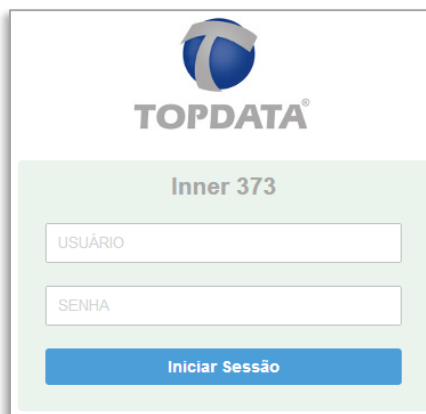 TOPDATA®
Inner 373
USUÁRIO
SENHA
Iniciar Sessão